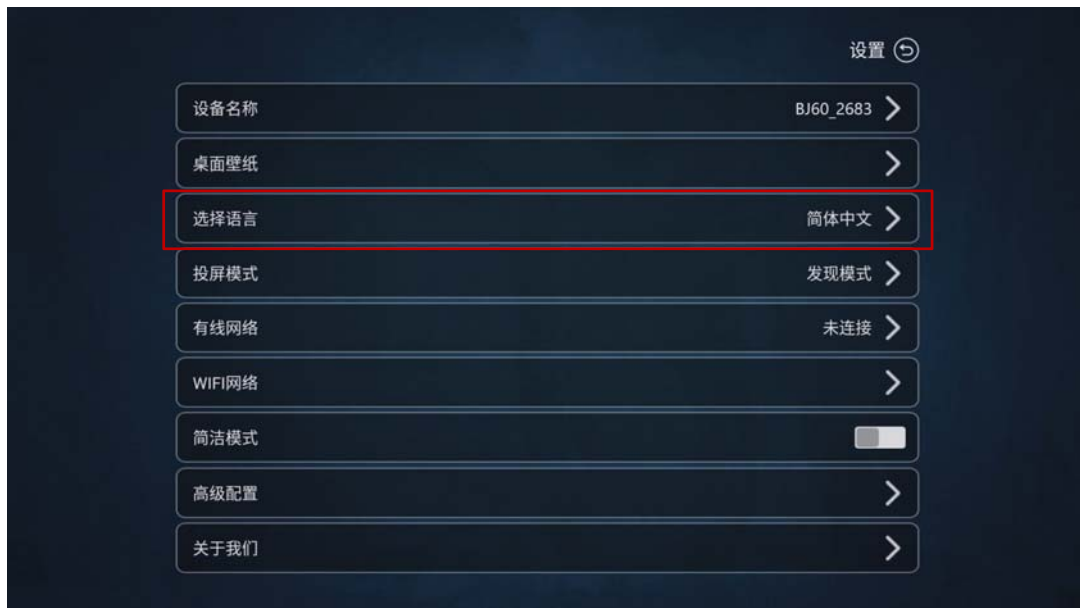 设置
设备名称 BJ60_2683
桌面壁纸
选择语言 简体中文
投屏模式 发现模式
有线网络 未连接
WIFI网络
简洁模式
高级配置
关于我们